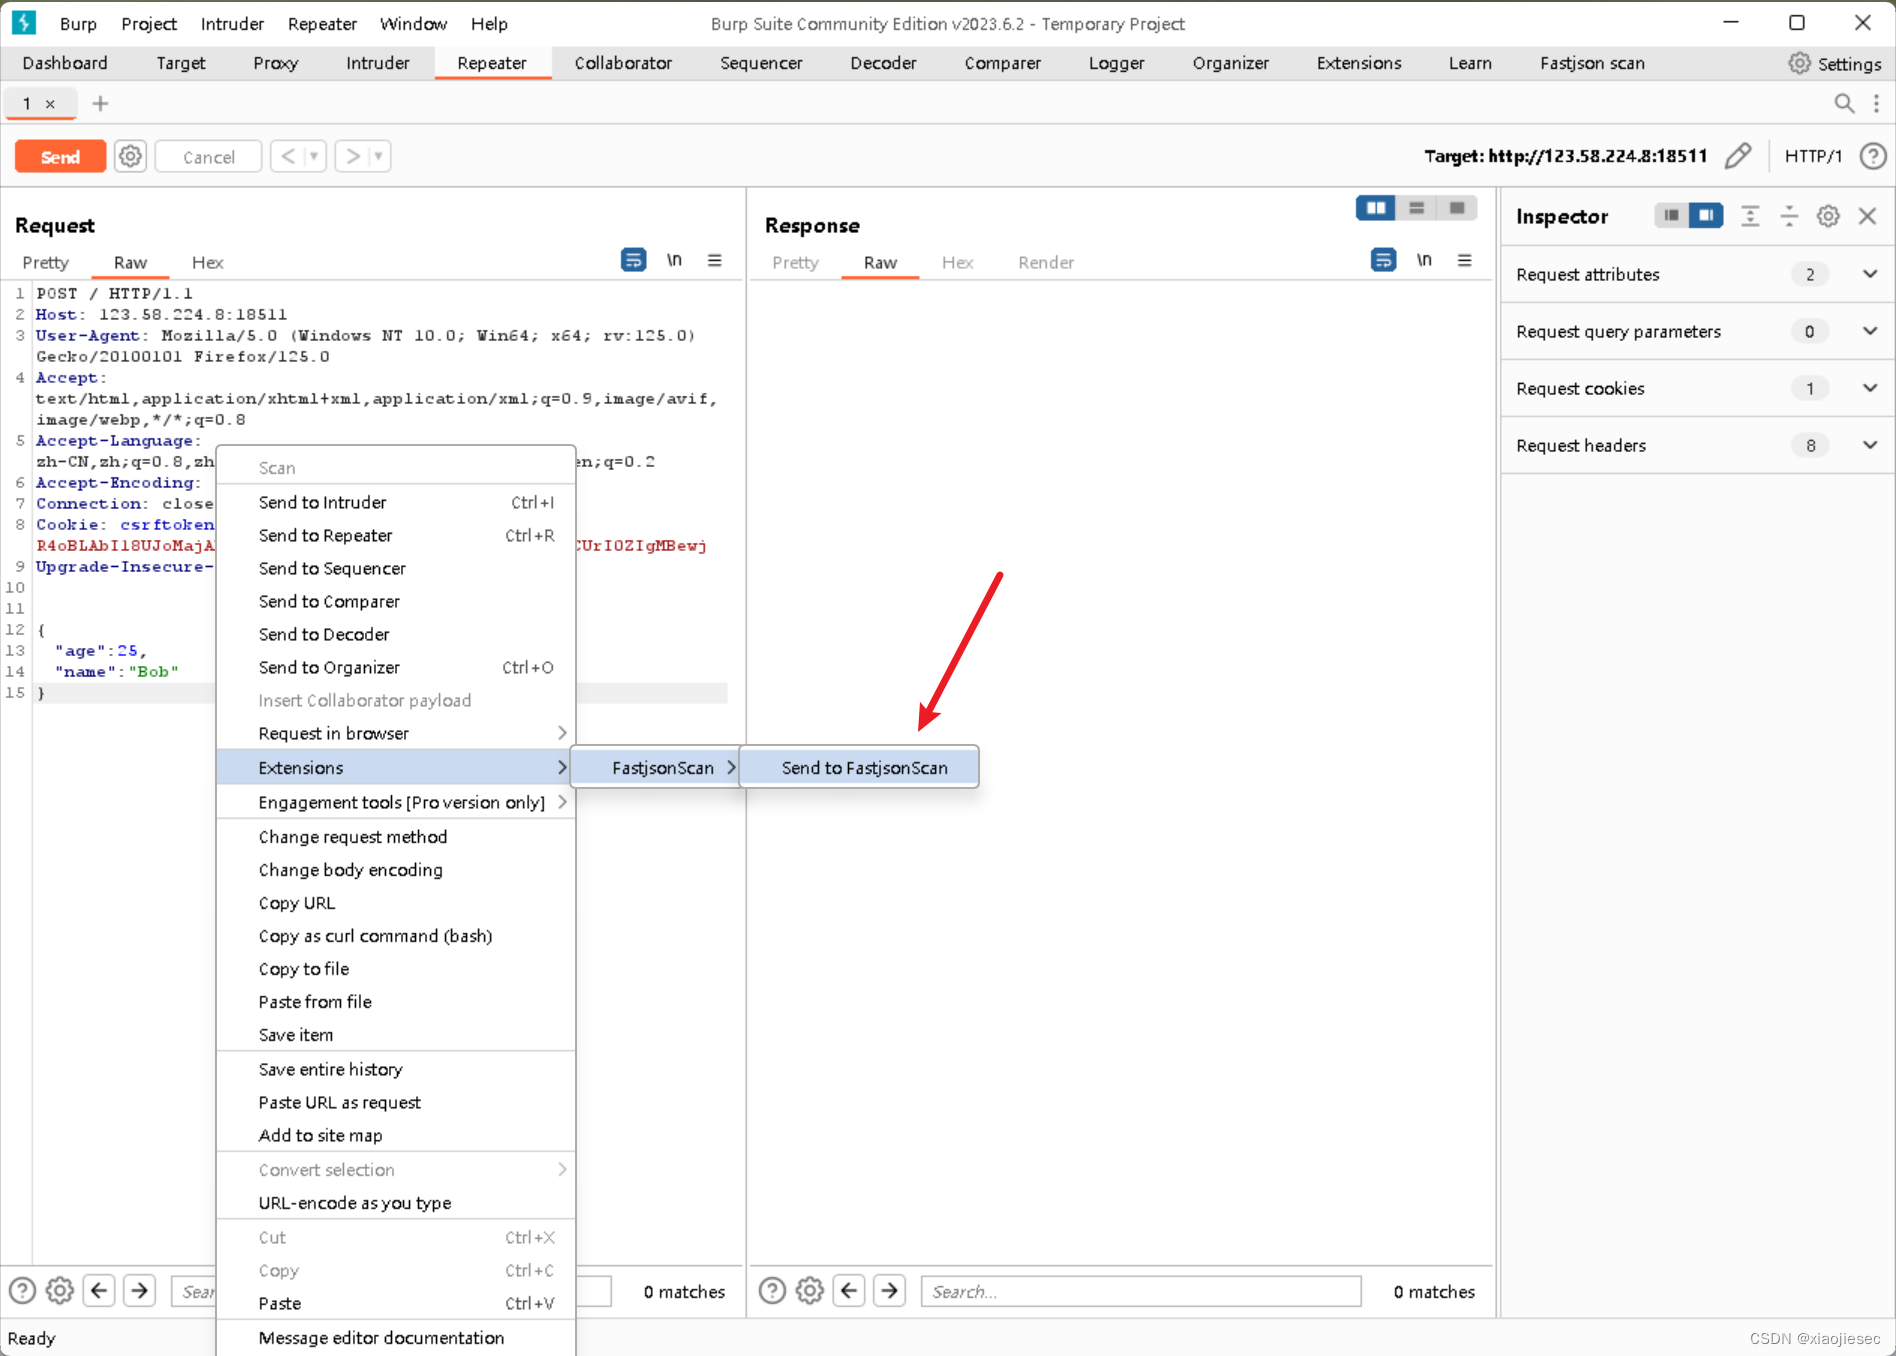 Burp Project Intruder Repeater Window Help
Burp Suite Community Edition v2023.6.2 - Temporary Project
Dashboard Target Proxy Intruder Repeater Collaborator Sequencer Decoder Comparer Logger Organizer Extensions Learn Fastjson scan Settings
1 × +
Send Cancel < > Target: http://123.58.224.8:18511 HTTP/1
Request
Pretty Raw Hex \n
1 POST / HTTP/1.1
2 Host: 123.58.224.8:18511
3 User-Agent: Mozilla/5.0 (Windows NT 10.0; Win64; x64; rv:125.0)
Gecko/20100101 Firefox/125.0
4 Accept:
text/html,application/xhtml+xml,application/xml;q=0.9,image/avif,
image/webp,*/*;q=0.8
5 Accept-Language:
zh-CN,zh;q=0.8,zh en;q=0.2
6 Accept-Encoding:
7 Connection: close
8 Cookie: csrftoken
R4oBLAbIl8UJoMajA CUrIOZIgMBewj
9 Upgrade-Insecure-
10
11
12 {
13 "age":25,
14 "name":"Bob"
15 }
Scan
Send to Intruder Ctrl+I
Send to Repeater Ctrl+R
Send to Sequencer
Send to Comparer
Send to Decoder
Send to Organizer Ctrl+O
Insert Collaborator payload
Request in browser >
Extensions >
FastjsonScan >
Send to FastjsonScan
Engagement tools [Pro version only] >
Change request method
Change body encoding
Copy URL
Copy as curl command (bash)
Copy to file
Paste from file
Save item
Save entire history
Paste URL as request
Add to site map
Convert selection >
URL-encode as you type
Cut Ctrl+X
Copy Ctrl+C
Paste Ctrl+V
Message editor documentation
Sear 0 matches
Response
Pretty Raw Hex Render \n
Search... 0 matches
Inspector
Request attributes 2
Request query parameters 0
Request cookies 1
Request headers 8
Ready
CSDN @xiaojiesec